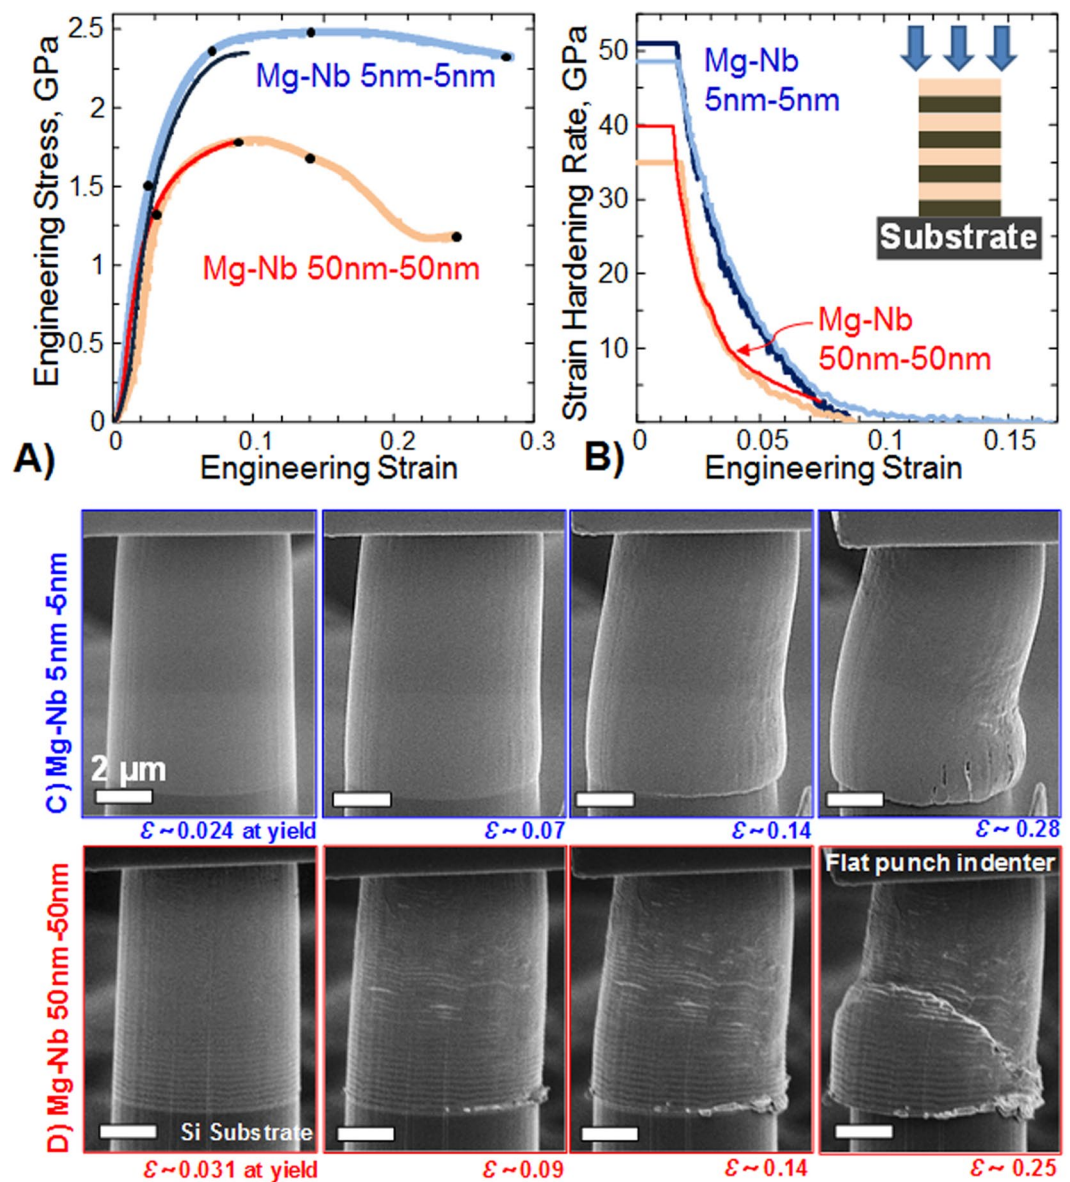 2.5
2
1.5
1
0.5
0
Engineering Stress, GPa
Mg-Nb 5nm-5nm
Mg-Nb 50nm-50nm
0
0.1
0.2
0.3
A)
Engineering Strain
50
40
30
20
10
Strain Hardening Rate, GPa
Mg-Nb
5nm-5nm
Substrate
Mg-Nb
50nm-50nm
0
0.05
0.1
0.15
B)
Engineering Strain
C) Mg-Nb 5nm-5nm
2 µm
ε ~ 0.024 at yield
ε ~ 0.07
ε ~ 0.14
ε ~ 0.28
D) Mg-Nb 50nm-50nm
Flat punch indenter
Si Substrate
ε ~ 0.031 at yield
ε ~ 0.09
ε ~ 0.14
ε ~ 0.25